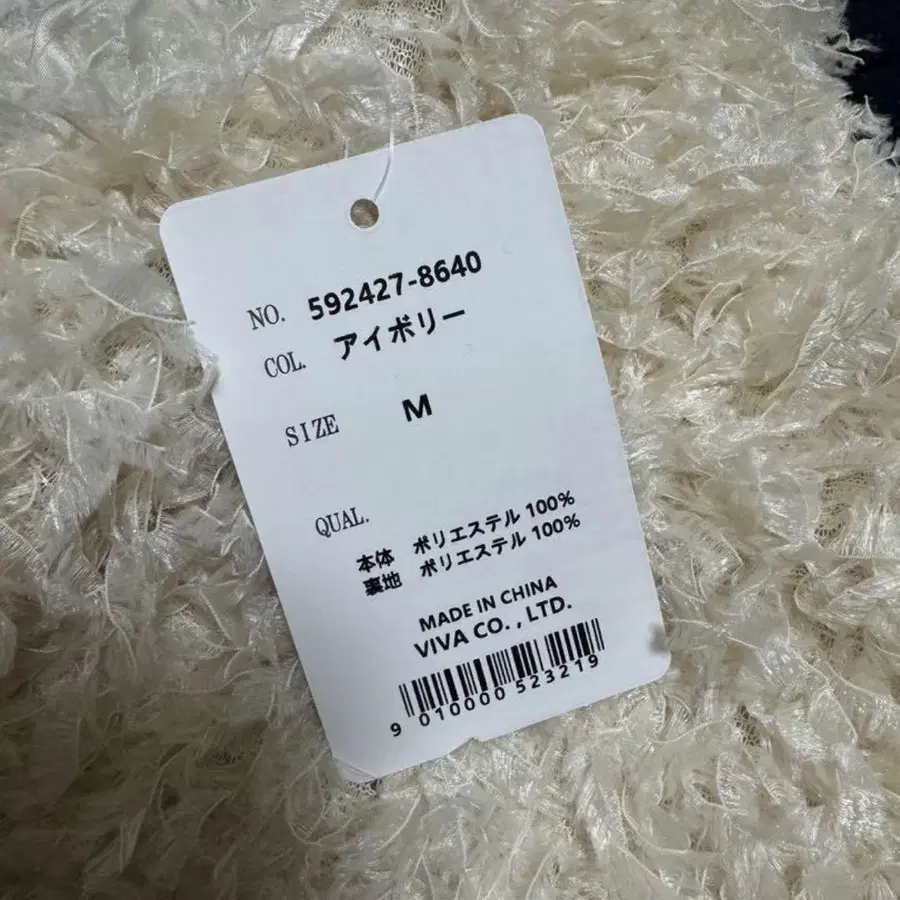 NO. 592427-8640
COL. アイボリー
SIZE M
QUAL.
本体 ポリエステル 100%
裏地 ポリエステル 100%
MADE IN CHINA
VIVA CO. , LTD.
9 010000 523219